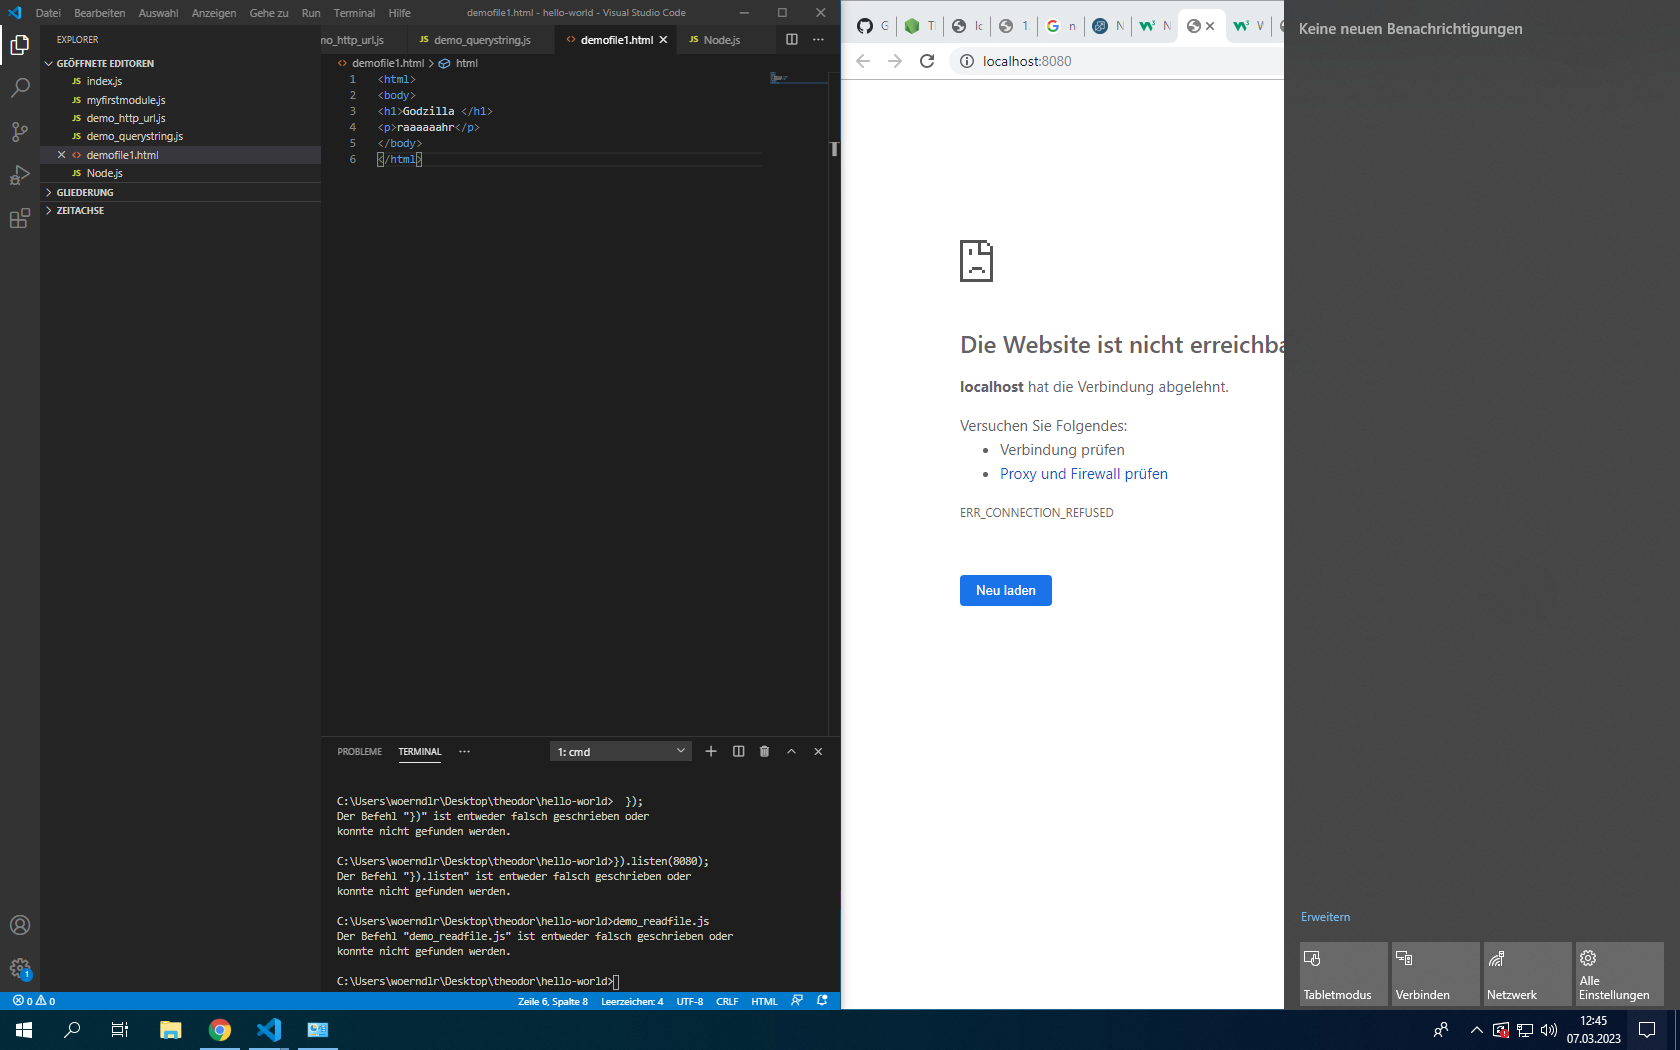 Datei Bearbeiten Auswahl Anzeigen Gehe zu Run Terminal Hilfe demofile1.html - hello-world - Visual Studio Code
EXPLORER
GEÖFFNETE EDITOREN
JS index.js
JS myfirstmodule.js
JS demo_http_url.js
JS demo_querystring.js
demofile1.html
JS Node.js
GLIEDERUNG
ZEITACHSE
mo_http_url.js JS demo_querystring.js demofile1.html JS Node.js
demofile1.html > html
1 <html>
2 <body>
3 <h1>Godzilla </h1>
4 <p>raaaaaahr</p>
5 </body>
6 </html>
PROBLEME TERMINAL 1: cmd
C:\Users\woerndlr\Desktop\theodor\hello-world>  });
Der Befehl "})" ist entweder falsch geschrieben oder
konnte nicht gefunden werden.
C:\Users\woerndlr\Desktop\theodor\hello-world>}).listen(8080);
Der Befehl "}).listen" ist entweder falsch geschrieben oder
konnte nicht gefunden werden.
C:\Users\woerndlr\Desktop\theodor\hello-world>demo_readfile.js
Der Befehl "demo_readfile.js" ist entweder falsch geschrieben oder
konnte nicht gefunden werden.
C:\Users\woerndlr\Desktop\theodor\hello-world>
1
0 0 Zeile 6, Spalte 8 Leerzeichen: 4 UTF-8 CRLF HTML
localhost:8080
Die Website ist nicht erreichba
localhost hat die Verbindung abgelehnt.
Versuchen Sie Folgendes:
• Verbindung prüfen
• Proxy und Firewall prüfen
ERR_CONNECTION_REFUSED
Neu laden
Keine neuen Benachrichtigungen
Erweitern
Tabletmodus
Verbinden
Netzwerk
Alle
Einstellungen
12:45
07.03.2023